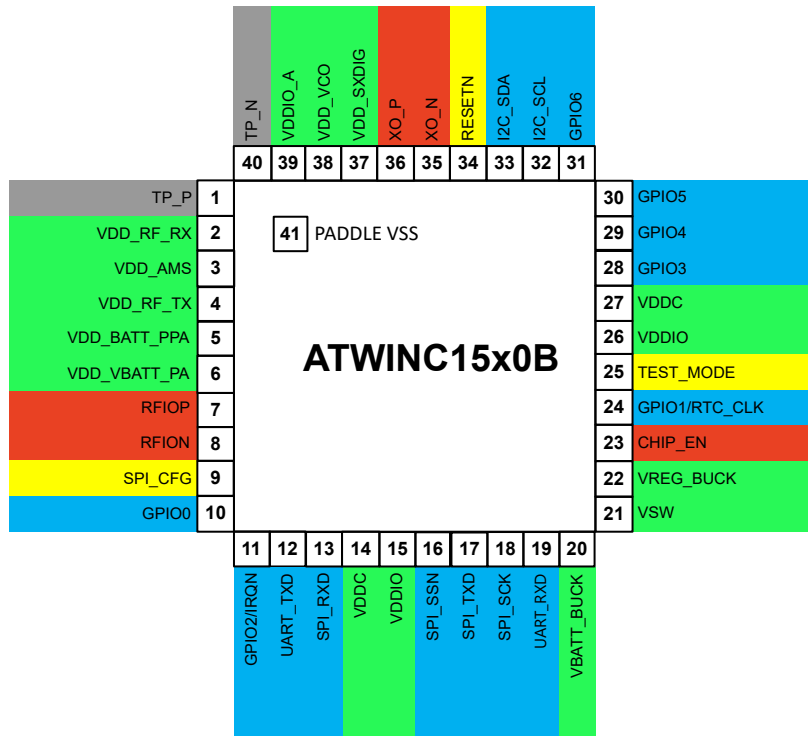 TP_N
VDDIO_A
VDD_VCO
VDD_SXDIG
XO_P
XO_N
RESETN
I2C_SDA
I2C_SCL
GPIO6
40 39 38 37 36 35 34 33 32 31
TP_P 1
VDD_RF_RX 2
VDD_AMS 3
VDD_RF_TX 4
VDD_BATT_PPA 5
VDD_VBATT_PA 6
RFIOP 7
RFION 8
SPI_CFG 9
GPIO0 10
41 PADDLE VSS
ATWINC15x0B
30 GPIO5
29 GPIO4
28 GPIO3
27 VDDC
26 VDDIO
25 TEST_MODE
24 GPIO1/RTC_CLK
23 CHIP_EN
22 VREG_BUCK
21 VSW
11 12 13 14 15 16 17 18 19 20
GPIO2/IRQN
UART_TXD
SPI_RXD
VDDC
VDDIO
SPI_SSN
SPI_TXD
SPI_SCK
UART_RXD
VBATT_BUCK